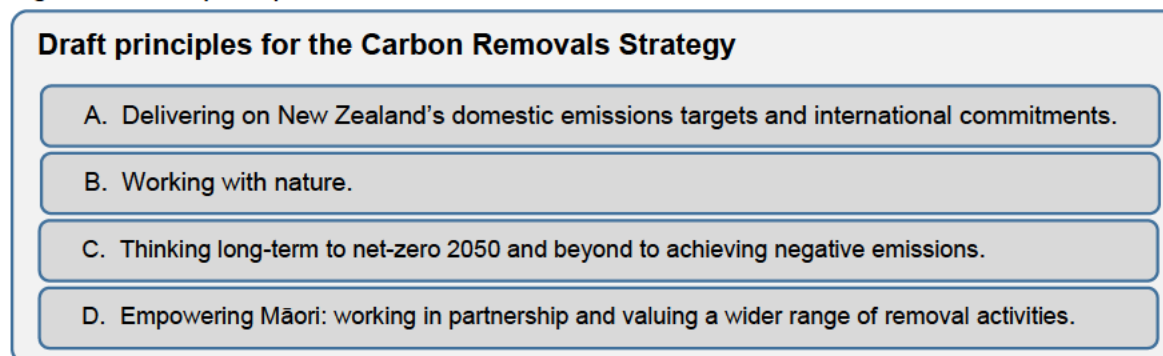 Draft principles for the Carbon Removals Strategy
A. Delivering on New Zealand's domestic emissions targets and international commitments.
B. Working with nature.
C. Thinking long-term to net-zero 2050 and beyond to achieving negative emissions.
D. Empowering Māori: working in partnership and valuing a wider range of removal activities.